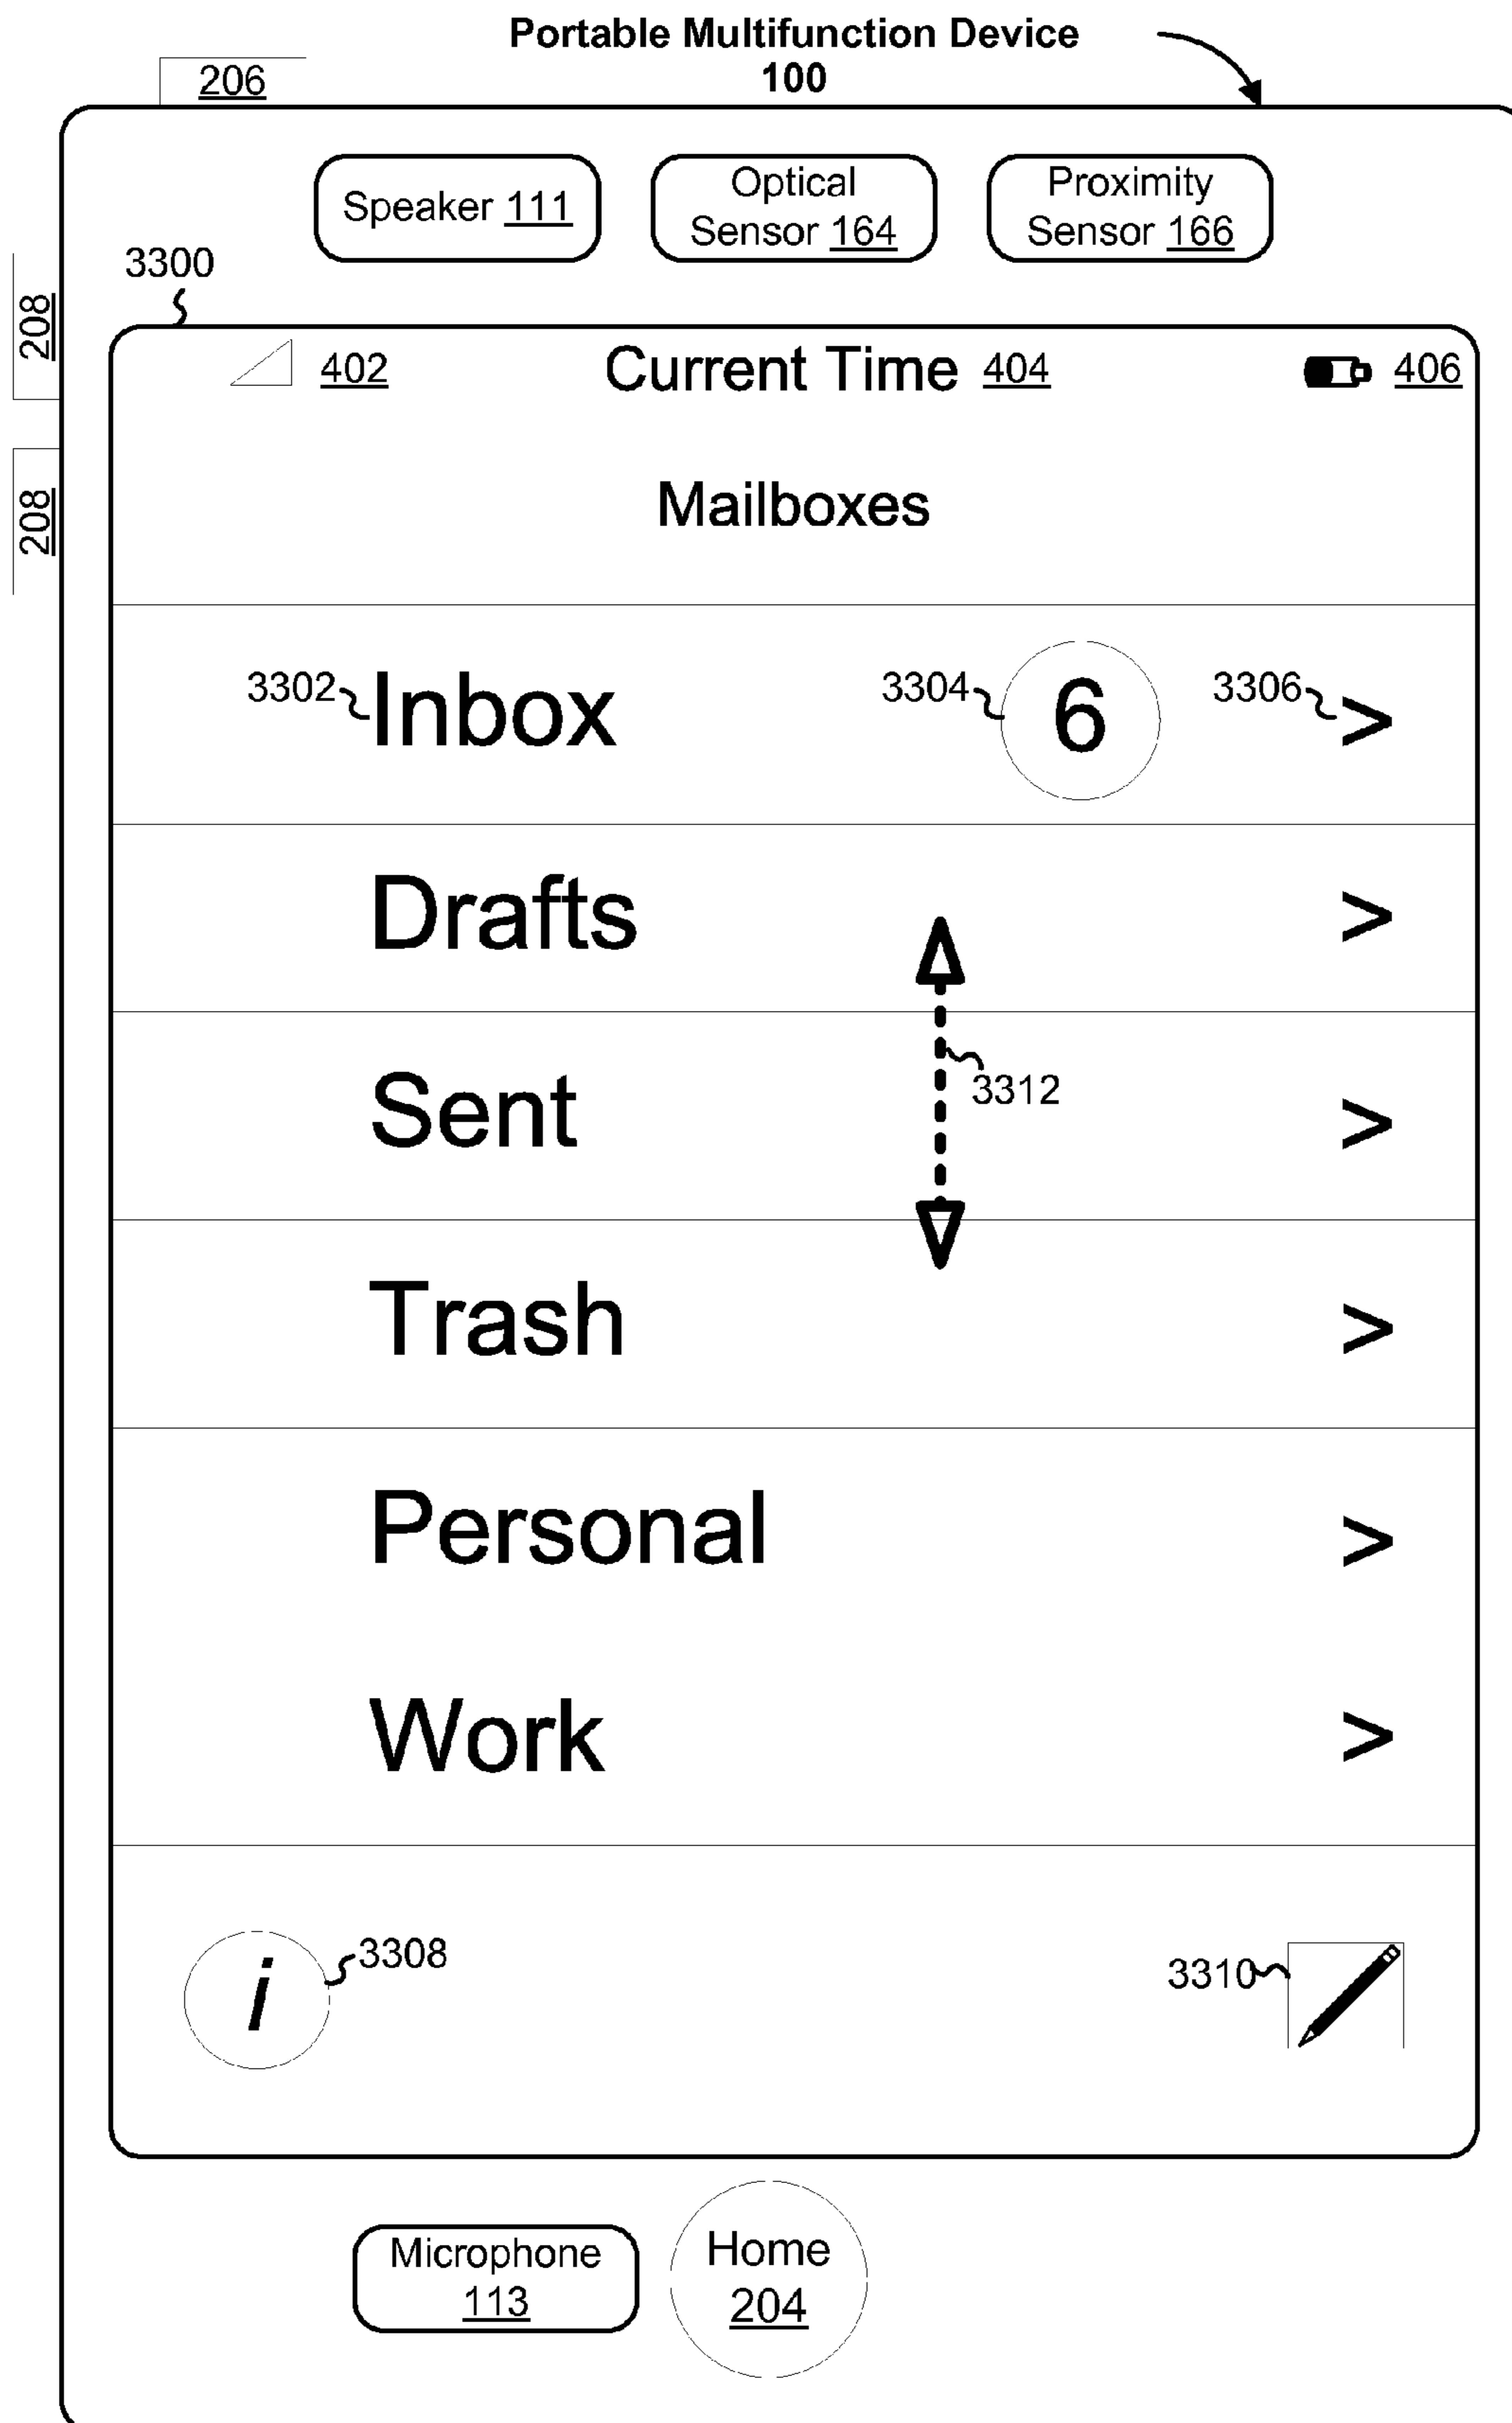 Portable Multifunction Device
100
206
Speaker 111
Optical
Sensor 164
Proximity
Sensor 166
3300
208
208
402
Current Time 404
406
Mailboxes
3302
Inbox
3304
6
3306
>
Drafts
>
Sent
3312
>
Trash
>
Personal
>
Work
>
i
3308
3310
Microphone
113
Home
204